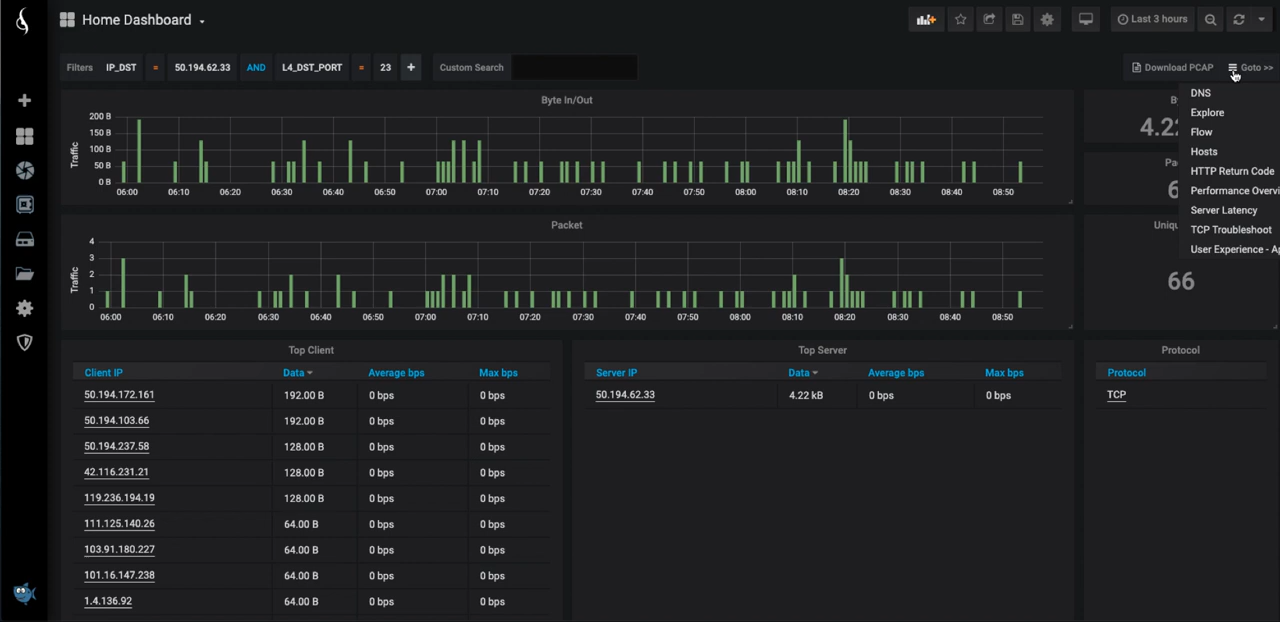 Home Dashboard
Last 3 hours
Filters IP_DST = 50.194.62.33 AND L4_DST_PORT = 23 + Custom Search
Download PCAP Goto >>
DNS
Explore
Flow
Hosts
HTTP Return Code
Performance Overvi
Server Latency
TCP Troubleshoot
User Experience - Ap
Byte In/Out
Traffic
200 B
150 B
100 B
50 B
0 B
06:00 06:10 06:20 06:30 06:40 06:50 07:00 07:10 07:20 07:30 07:40 07:50 08:00 08:10 08:20 08:30 08:40 08:50
B
4.22
Pa
6
Packet
Traffic
4
3
2
1
0
06:00 06:10 06:20 06:30 06:40 06:50 07:00 07:10 07:20 07:30 07:40 07:50 08:00 08:10 08:20 08:30 08:40 08:50
Uniqu
66
Top Client
Client IP Data Average bps Max bps
50.194.172.161 192.00 B 0 bps 0 bps
50.194.103.66 192.00 B 0 bps 0 bps
50.194.237.58 128.00 B 0 bps 0 bps
42.116.231.21 128.00 B 0 bps 0 bps
119.236.194.19 128.00 B 0 bps 0 bps
111.125.140.26 64.00 B 0 bps 0 bps
103.91.180.227 64.00 B 0 bps 0 bps
101.16.147.238 64.00 B 0 bps 0 bps
1.4.136.92 64.00 B 0 bps 0 bps
Top Server
Server IP Data Average bps Max bps
50.194.62.33 4.22 kB 0 bps 0 bps
Protocol
Protocol
TCP